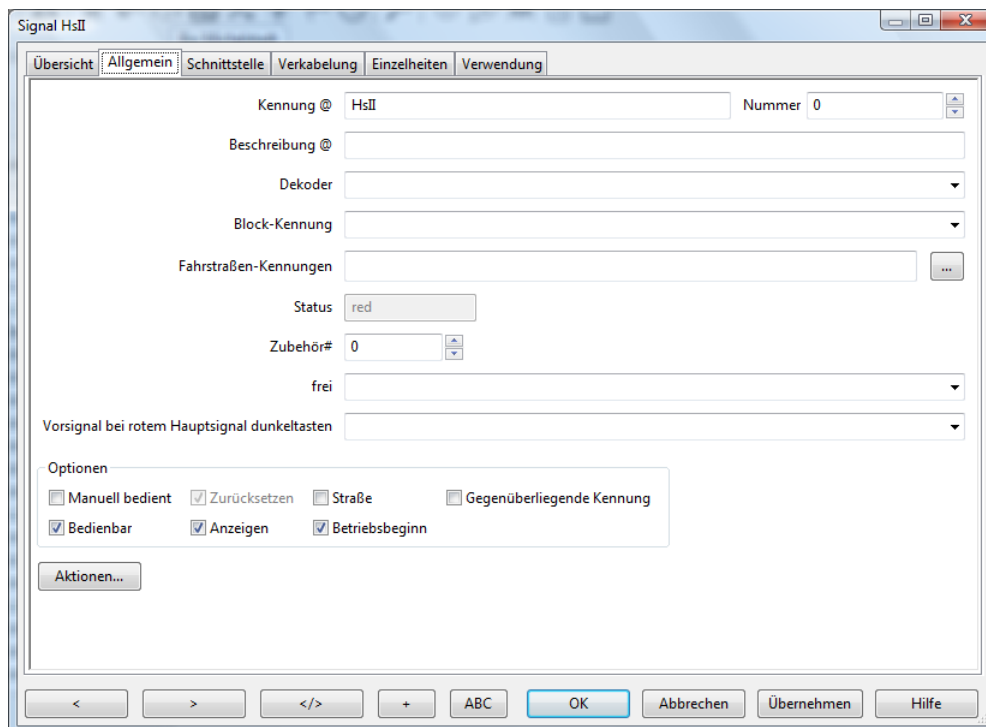 Signal HsII
Übersicht Allgemein Schnittstelle Verkabelung Einzelheiten Verwendung
Kennung @ HsII Nummer 0
Beschreibung @
Dekoder
Block-Kennung
Fahrstraßen-Kennungen ...
Status red
Zubehör# 0
frei
Vorsignal bei rotem Hauptsignal dunkeltasten
Optionen
Manuell bedient Zurücksetzen Straße Gegenüberliegende Kennung
Bedienbar Anzeigen Betriebsbeginn
Aktionen...
< > </> + ABC OK Abbrechen Übernehmen Hilfe